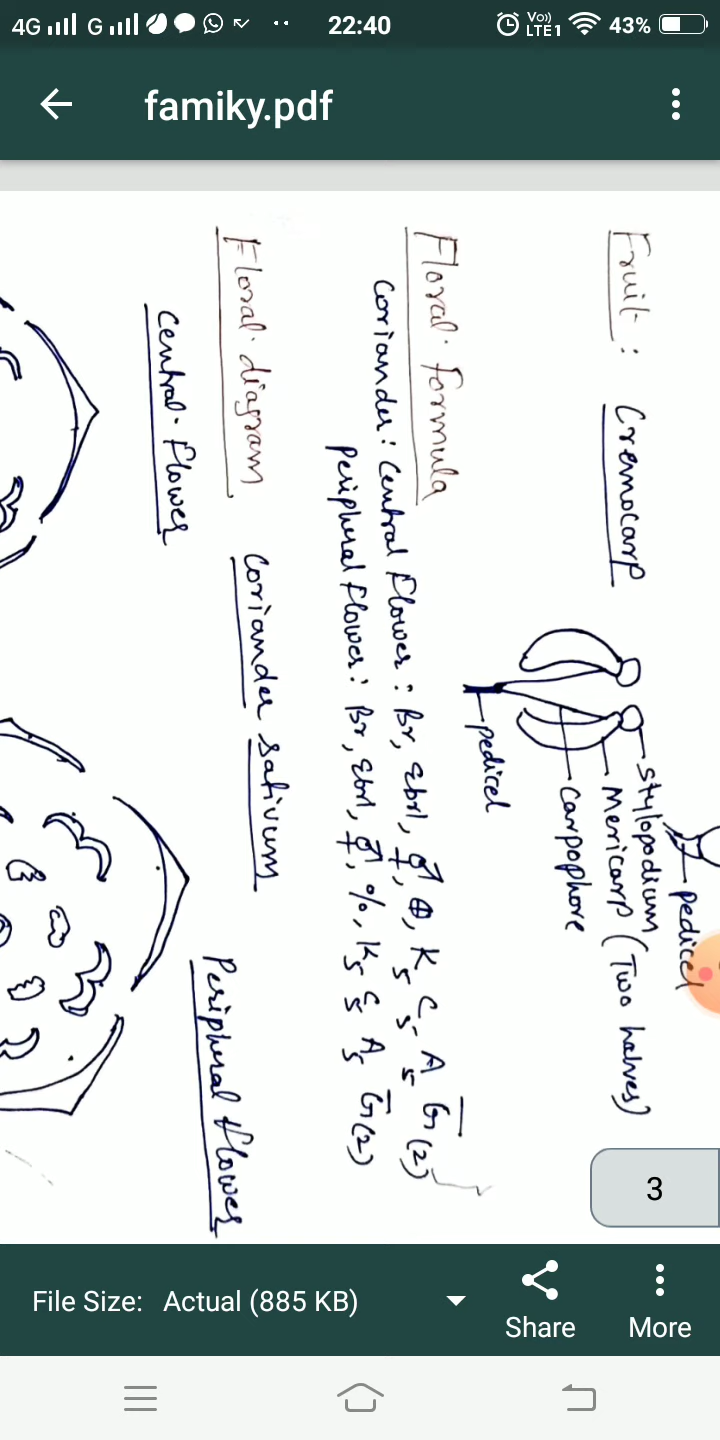 4G G 22:40 Vo)) LTE1 43%
famiky.pdf
pedicel
Fruit : Cremocarp
stylopodium
Mericarp (Two halves)
Carpophore
pedicel
Floral formula
Coriander: Central Flower : Br, Ebrl, ⚥, ⊕, K5 C5 A5 G̅(2)
Peripheral Flower: Br, Ebrl, ⚥, %, K5 C5 A5 G̅(2)
Floral diagram Coriander sativum
Central Flower Peripheral Flower
3
File Size: Actual (885 KB)
Share More